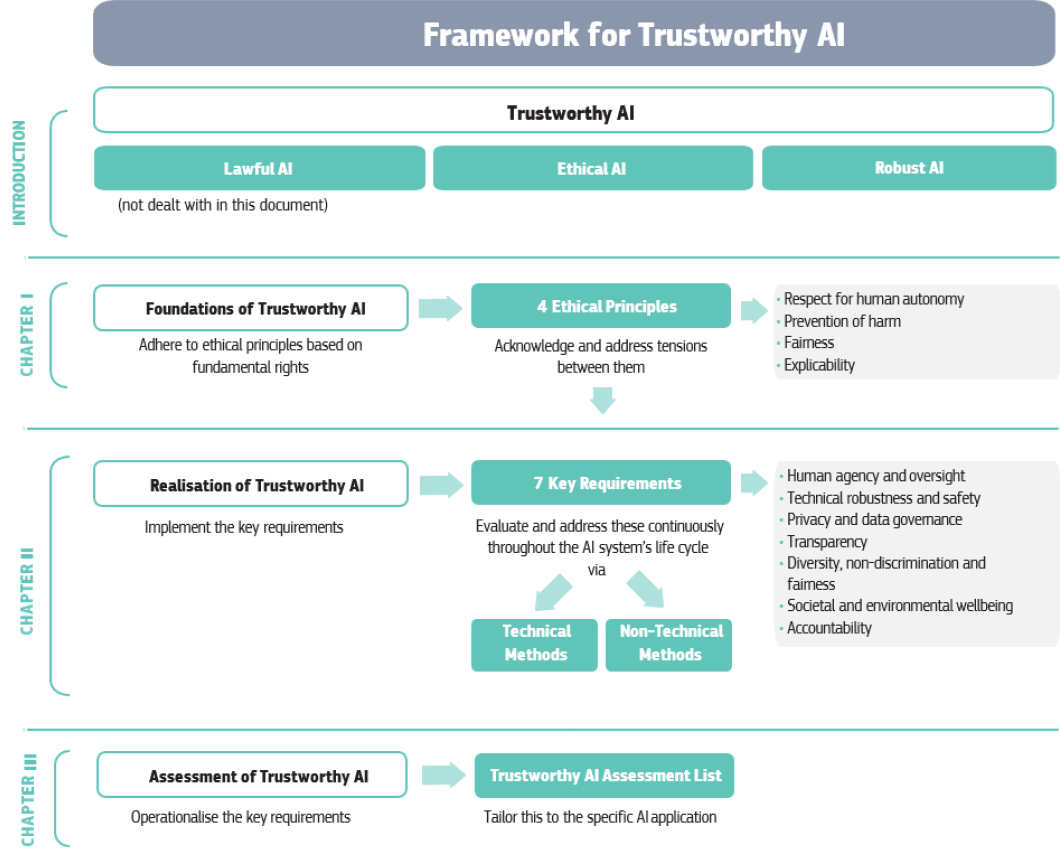 Framework for Trustworthy AI
INTRODUCTION
Trustworthy AI
Lawful AI
Ethical AI
Robust AI
(not dealt with in this document)
CHAPTER I
Foundations of Trustworthy AI
Adhere to ethical principles based on
fundamental rights
4 Ethical Principles
Acknowledge and address tensions
between them
• Respect for human autonomy
• Prevention of harm
• Fairness
• Explicability
CHAPTER II
Realisation of Trustworthy AI
Implement the key requirements
7 Key Requirements
Evaluate and address these continuously
throughout the AI system's life cycle
via
Technical
Methods
Non-Technical
Methods
• Human agency and oversight
• Technical robustness and safety
• Privacy and data governance
• Transparency
• Diversity, non-discrimination and
fairness
• Societal and environmental wellbeing
• Accountability
CHAPTER III
Assessment of Trustworthy AI
Operationalise the key requirements
Trustworthy AI Assessment List
Tailor this to the specific AI application